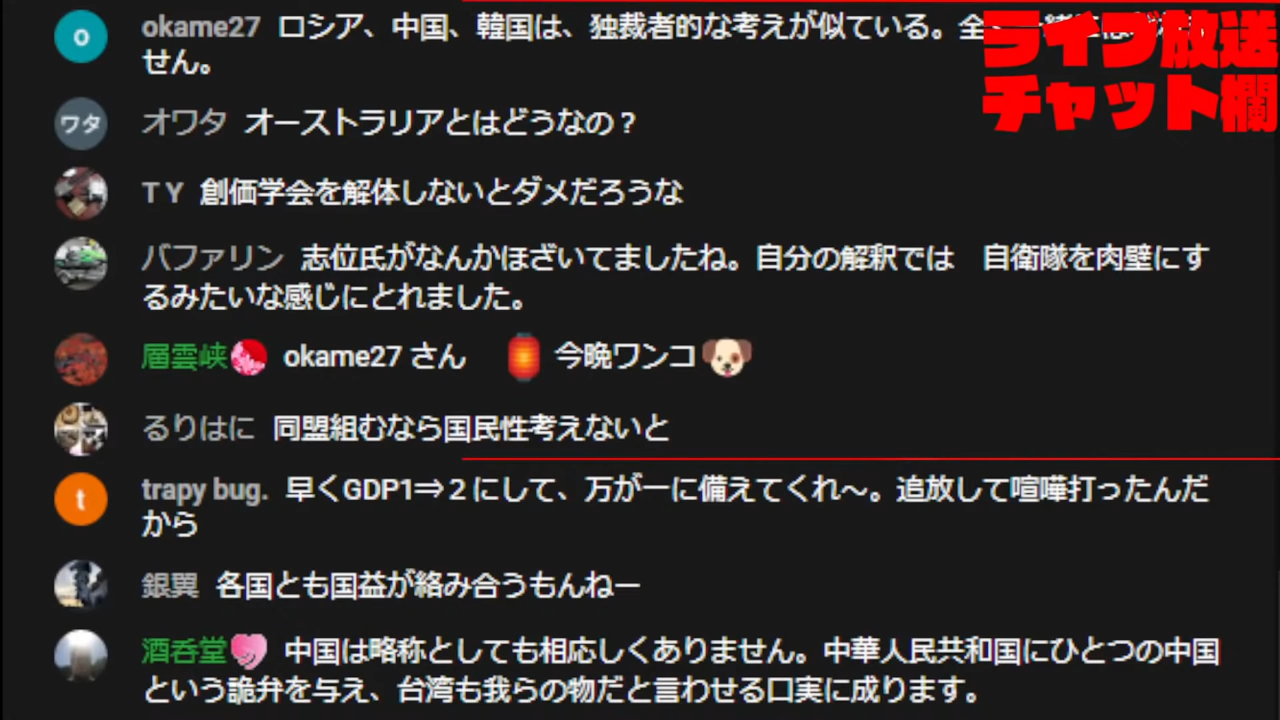 okame27 ロシア、中国、韓国は、独裁者的な考えが似ている。全
せん。
ライブ放送
チャット欄
ワタ オワタ オーストラリアとはどうなの？
T Y 創価学会を解体しないとダメだろうな
バファリン 志位氏がなんかほざいてましたね。自分の解釈では　自衛隊を肉壁にす
るみたいな感じにとれました。
層雲峡 okame27 さん 🏮 今晩ワンコ🐶
るりはに 同盟組むなら国民性考えないと
t trapy bug. 早くGDP1⇒2にして、万が一に備えてくれ～。追放して喧嘩打ったんだ
から
銀翼 各国とも国益が絡み合うもんねー
酒呑堂 中国は略称としても相応しくありません。中華人民共和国にひとつの中国
という詭弁を与え、台湾も我らの物だと言わせる口実に成ります。